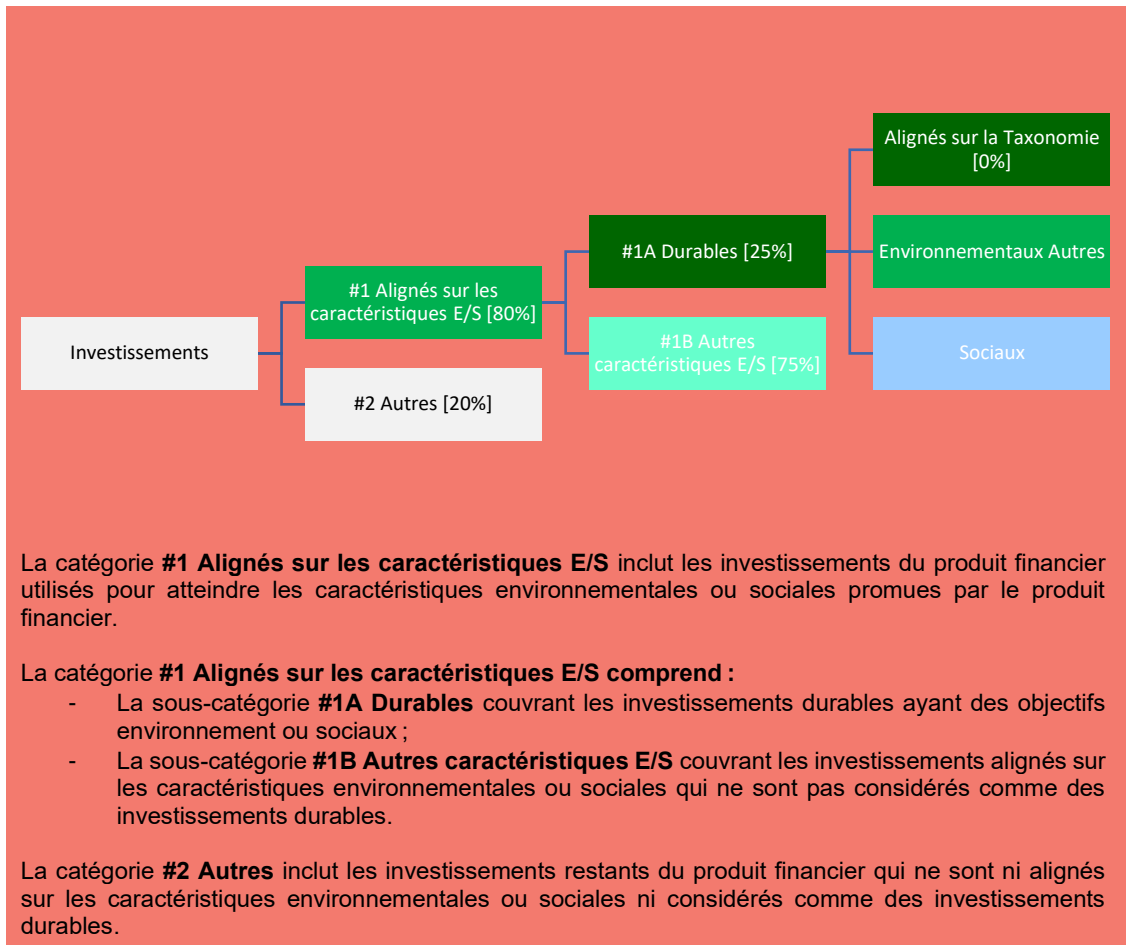 Alignés sur la Taxonomie
[0%]
#1A Durables [25%]
Environnementaux Autres
#1 Alignés sur les
caractéristiques E/S [80%]
Investissements
#1B Autres
caractéristiques E/S [75%]
Sociaux
#2 Autres [20%]
La catégorie #1 Alignés sur les caractéristiques E/S inclut les investissements du produit financier
utilisés pour atteindre les caractéristiques environnementales ou sociales promues par le produit
financier.
La catégorie #1 Alignés sur les caractéristiques E/S comprend :
- La sous-catégorie #1A Durables couvrant les investissements durables ayant des objectifs
environnement ou sociaux ;
- La sous-catégorie #1B Autres caractéristiques E/S couvrant les investissements alignés sur
les caractéristiques environnementales ou sociales qui ne sont pas considérés comme des
investissements durables.
La catégorie #2 Autres inclut les investissements restants du produit financier qui ne sont ni alignés
sur les caractéristiques environnementales ou sociales ni considérés comme des investissements
durables.